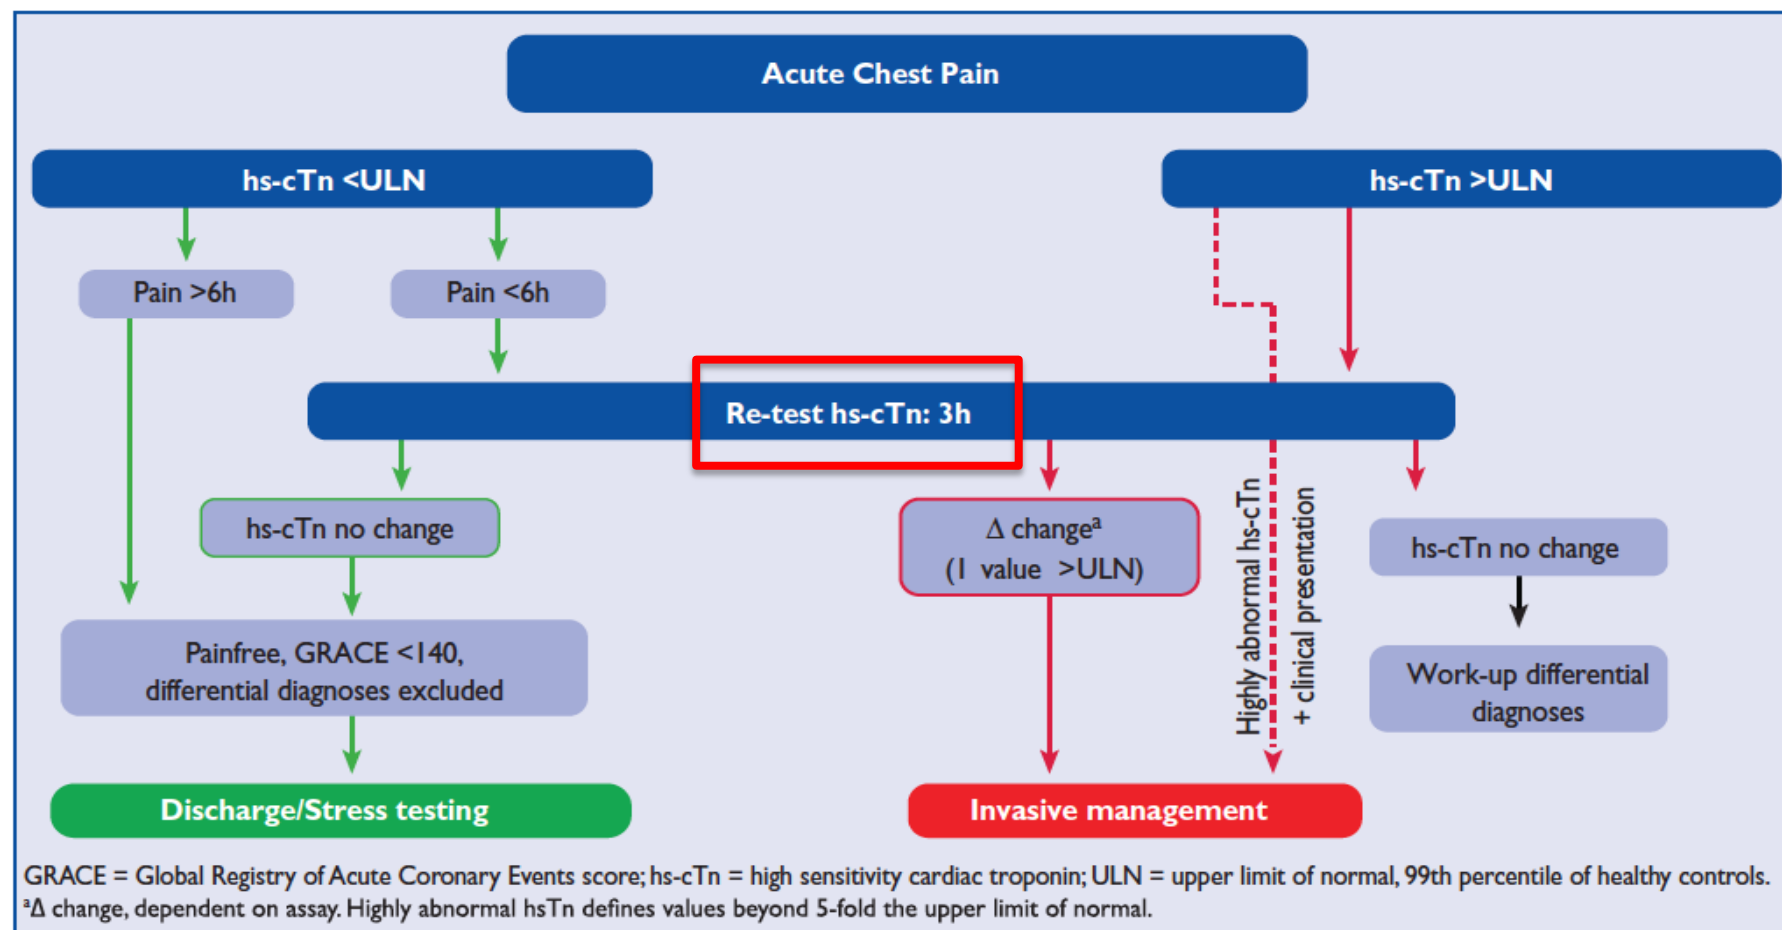 Acute Chest Pain
hs-cTn <ULN
hs-cTn >ULN
Pain >6h
Pain <6h
Re-test hs-cTn: 3h
hs-cTn no change
Δ change^a
(1 value >ULN)
Highly abnormal hs-cTn
+ clinical presentation
hs-cTn no change
Painfree, GRACE <140,
differential diagnoses excluded
Work-up differential
diagnoses
Discharge/Stress testing
Invasive management
GRACE = Global Registry of Acute Coronary Events score; hs-cTn = high sensitivity cardiac troponin; ULN = upper limit of normal, 99th percentile of healthy controls.
^aΔ change, dependent on assay. Highly abnormal hsTn defines values beyond 5-fold the upper limit of normal.